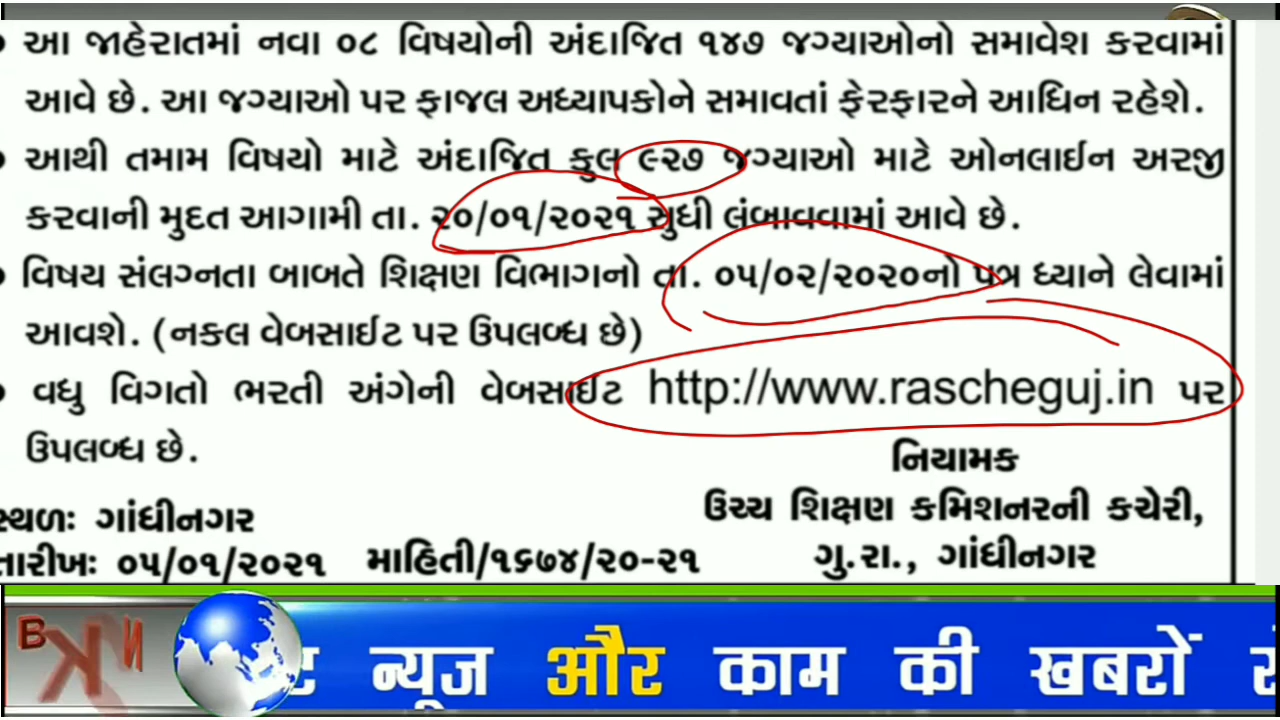 આ જાહેરાતમાં નવા ૦૮ વિષયોની અંદાજિત ૧૪૭ જગ્યાઓનો સમાવેશ કરવામાં
આવે છે. આ જગ્યાઓ પર ફાજલ અધ્યાપકોને સમાવતાં ફેરફારને આધિન રહેશે.
આથી તમામ વિષયો માટે અંદાજિત કુલ ૯૨૭ જગ્યાઓ માટે ઓનલાઈન અરજી
કરવાની મુદત આગામી તા. ૨૦/૦૧/૨૦૨૧ સુધી લંબાવવામાં આવે છે.
વિષય સંલગ્નતા બાબતે શિક્ષણ વિભાગનો તા. ૦૫/૦૨/૨૦૨૦નો પત્ર ધ્યાને લેવામાં
આવશે. (નકલ વેબસાઈટ પર ઉપલબ્ધ છે)
વધુ વિગતો ભરતી અંગેની વેબસાઈટ http://www.rascheguj.in પર
ઉપલબ્ધ છે.
નિયામક
ઉચ્ચ શિક્ષણ કમિશનરની કચેરી,
ગુ.રા., ગાંધીનગર
સ્થળઃ ગાંધીનગર
તારીખઃ ૦૫/૦૧/૨૦૨૧ માહિતી/૧૬૭૪/૨૦-૨૧
BKN
न्यूज और काम की खबरों